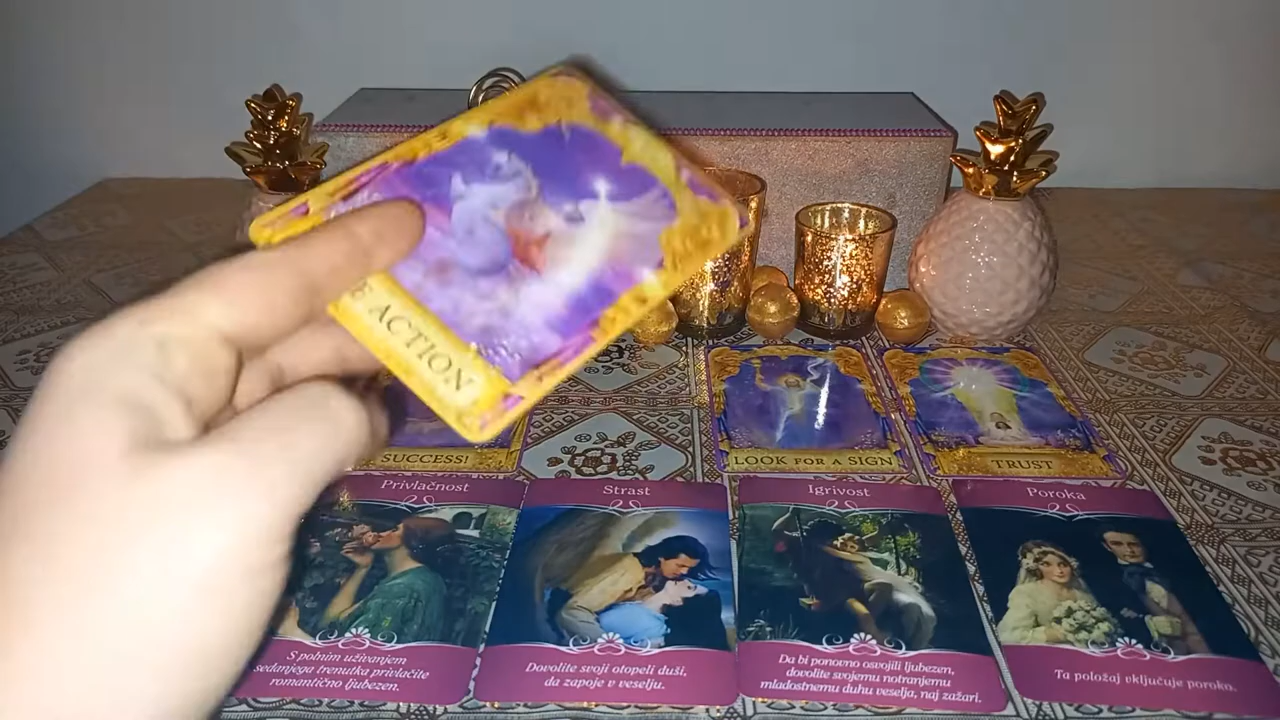 ACTION
SUCCESS!
LOOK FOR A SIGN
TRUST
Privlačnost
S polnim uživanjem
sedanjega trenutka privlačite
romantično ljubezen.
Strast
Dovolite svoji otopeli duši,
da zapoje v veselju.
Igrivost
Da bi ponovno osvojili ljubezen,
dovolite svojemu notranjemu
mladostnemu duhu veselja, naj zažari.
Poroka
Ta položaj vključuje poroko.